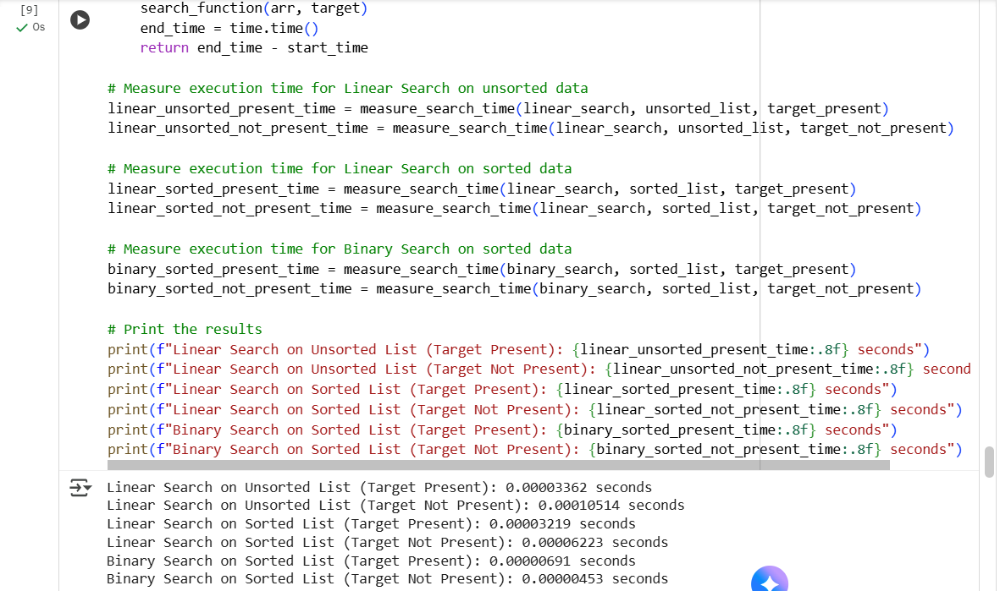 [9]
0s
search_function(arr, target)
end_time = time.time()
return end_time - start_time
# Measure execution time for Linear Search on unsorted data
linear_unsorted_present_time = measure_search_time(linear_search, unsorted_list, target_present)
linear_unsorted_not_present_time = measure_search_time(linear_search, unsorted_list, target_not_present)
# Measure execution time for Linear Search on sorted data
linear_sorted_present_time = measure_search_time(linear_search, sorted_list, target_present)
linear_sorted_not_present_time = measure_search_time(linear_search, sorted_list, target_not_present)
# Measure execution time for Binary Search on sorted data
binary_sorted_present_time = measure_search_time(binary_search, sorted_list, target_present)
binary_sorted_not_present_time = measure_search_time(binary_search, sorted_list, target_not_present)
# Print the results
print(f"Linear Search on Unsorted List (Target Present): {linear_unsorted_present_time:.8f} seconds")
print(f"Linear Search on Unsorted List (Target Not Present): {linear_unsorted_not_present_time:.8f} second
print(f"Linear Search on Sorted List (Target Present): {linear_sorted_present_time:.8f} seconds")
print(f"Linear Search on Sorted List (Target Not Present): {linear_sorted_not_present_time:.8f} seconds")
print(f"Binary Search on Sorted List (Target Present): {binary_sorted_present_time:.8f} seconds")
print(f"Binary Search on Sorted List (Target Not Present): {binary_sorted_not_present_time:.8f} seconds")
Linear Search on Unsorted List (Target Present): 0.00003362 seconds
Linear Search on Unsorted List (Target Not Present): 0.00010514 seconds
Linear Search on Sorted List (Target Present): 0.00003219 seconds
Linear Search on Sorted List (Target Not Present): 0.00006223 seconds
Binary Search on Sorted List (Target Present): 0.00000691 seconds
Binary Search on Sorted List (Target Not Present): 0.00000453 seconds